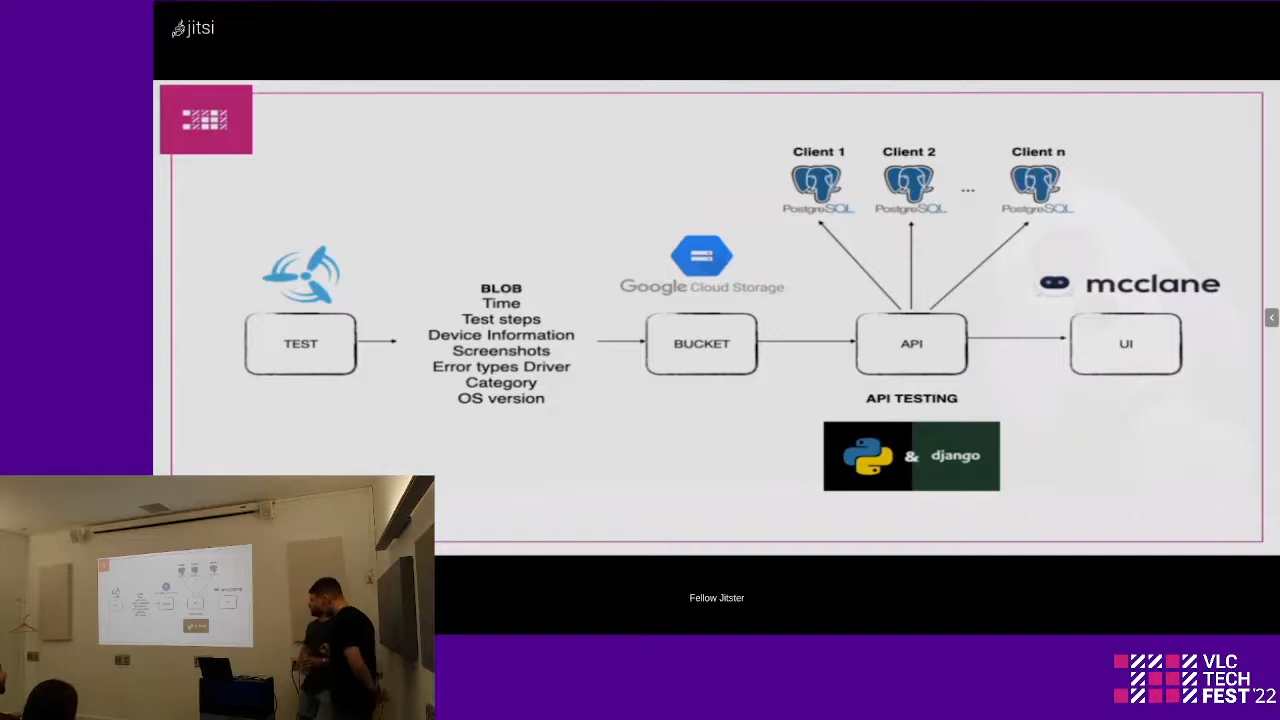 jitsi
Client 1
Client 2
Client n
PostgreSQL
PostgreSQL
...
PostgreSQL
Google Cloud Storage
mcclane
BLOB
Time
Test steps
Device Information
Screenshots
Error types Driver
Category
OS version
TEST
BUCKET
API
UI
API TESTING
& django
Fellow Jitster
VLC
TECH
FEST'22